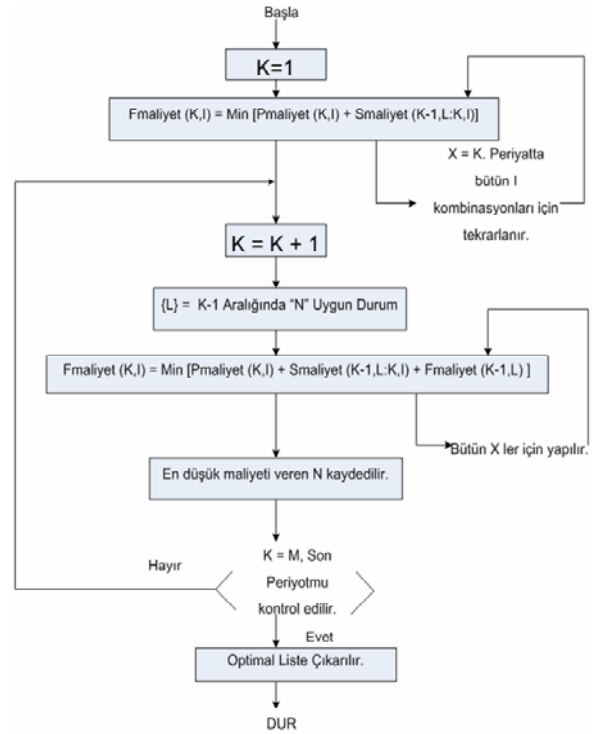 Başla
K=1
Fmaliyet (K,I) = Min [Pmaliyet (K,I) + Smaliyet (K-1,L:K,I)]
X = K. Periyatta
bütün I
kombinasyonları için
tekrarlanır.
K = K + 1
{L} = K-1 Aralığında “N” Uygun Durum
Fmaliyet (K,I) = Min [Pmaliyet (K,I) + Smaliyet (K-1,L:K,I) + Fmaliyet (K-1,L) ]
Bütün X ler için yapılır.
En düşük maliyeti veren N kaydedilir.
Hayır
K = M, Son
Periyotmu
kontrol edilir.
Evet
Optimal Liste Çıkarılır.
DUR